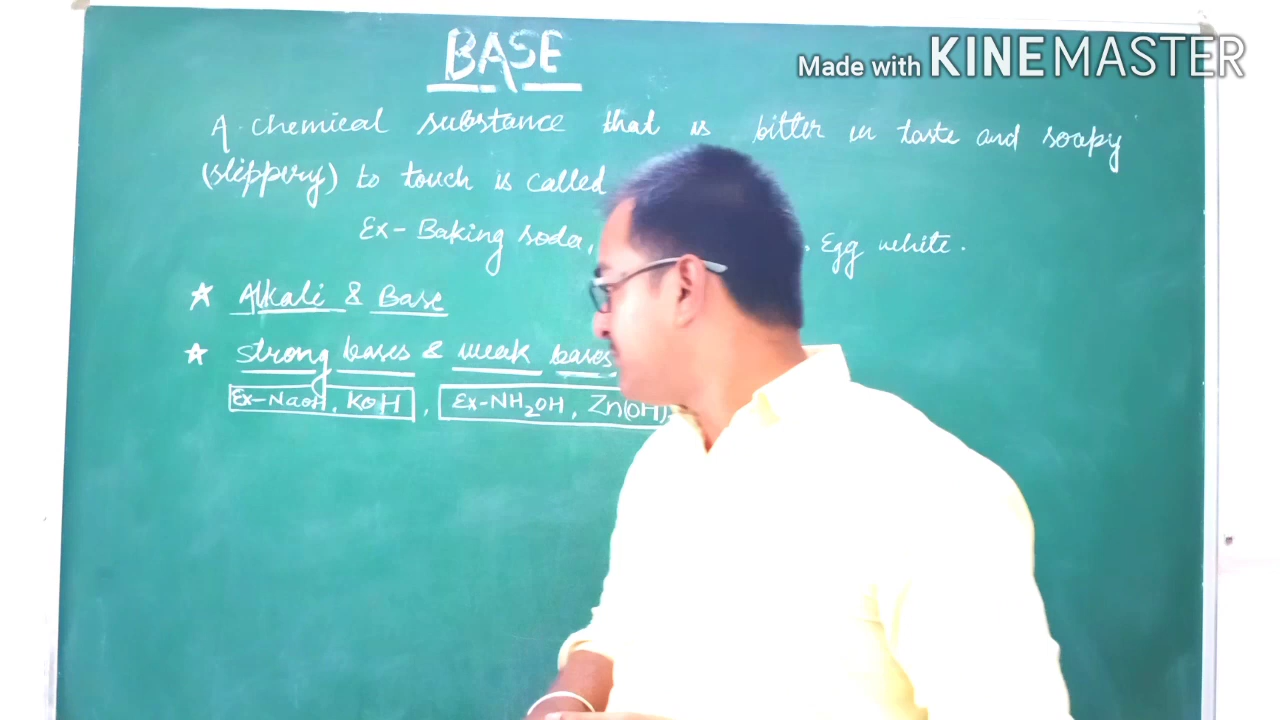 BASE
Made with KINEMASTER
A chemical substance that is bitter in taste and soapy
(slippery) to touch is called
Ex- Baking soda, . Egg white.
★ Alkali & Base
★ Strong bases & weak bases
Ex-NaOH, KOH , Ex-NH₂OH, Zn(OH)